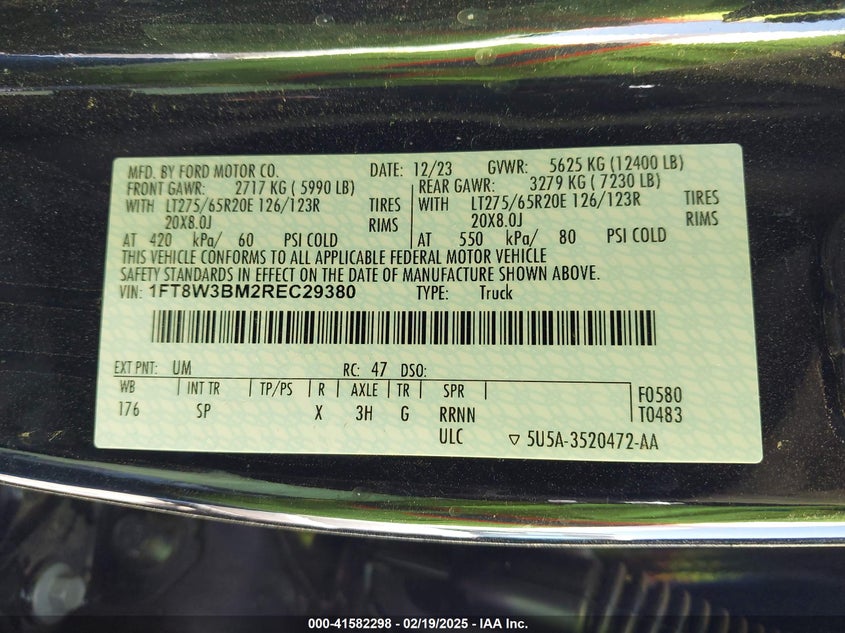 MFD. BY FORD MOTOR CO. DATE: 12/23 GVWR: 5625 KG (12400 LB)
FRONT GAWR: 2717 KG ( 5990 LB) REAR GAWR: 3279 KG ( 7230 LB)
WITH LT275/65R20E 126/123R TIRES WITH LT275/65R20E 126/123R TIRES
20X8.0J RIMS 20X8.0J RIMS
AT 420 kPa/ 60 PSI COLD AT 550 kPa/ 80 PSI COLD
THIS VEHICLE CONFORMS TO ALL APPLICABLE FEDERAL MOTOR VEHICLE
SAFETY STANDARDS IN EFFECT ON THE DATE OF MANUFACTURE SHOWN ABOVE.
VIN: 1FT8W3BM2REC29380 TYPE: Truck
EXT PNT: UM RC: 47 DSO:
WB INT TR TP/PS R AXLE TR SPR F0580
176 SP X 3H G RRNN T0483
ULC ▽ 5U5A-3520472-AA
000-41582298 - 02/19/2025 - IAA Inc.